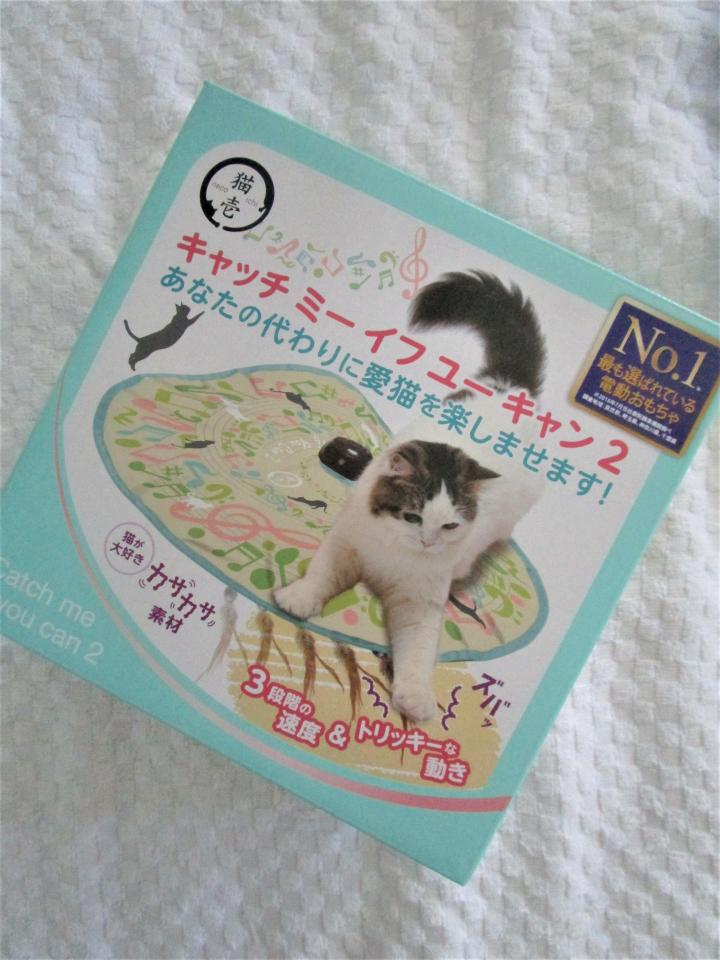 猫壱
neco ichi
キャッチ ミー イフ ユー キャン 2
あなたの代わりに愛猫を楽しませます!
No.1
最も選ばれている
電動おもちゃ
猫が
大好き
カサカサ
素材
ズバッ
3段階の
速度 & トリッキーな
動き
Catch me
you can 2